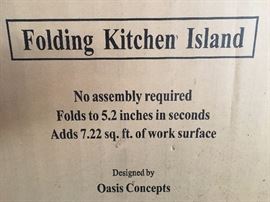 Folding Kitchen Island
No assembly required
Folds to 5.2 inches in seconds
Adds 7.22 sq. ft. of work surface
Designed by
Oasis Concepts